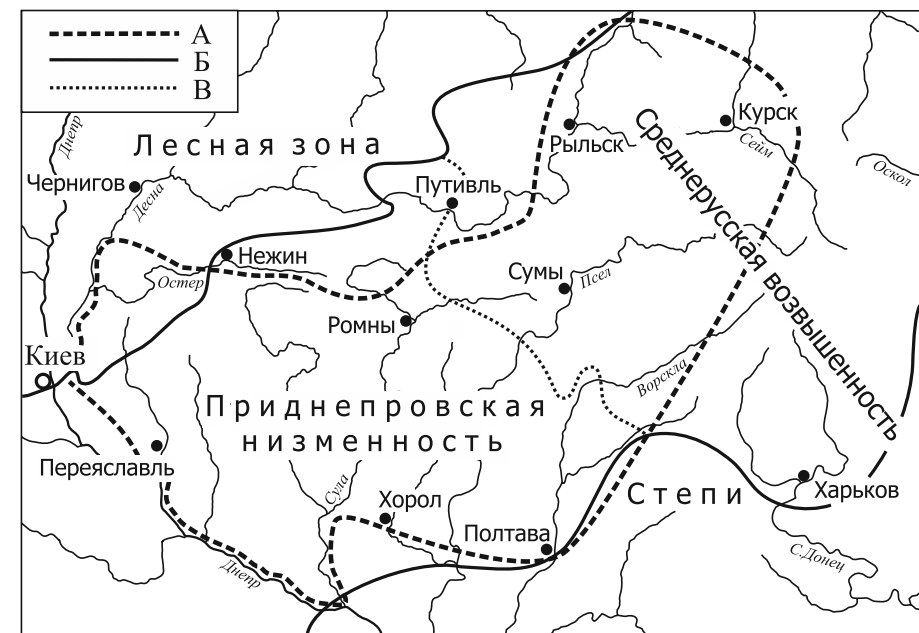 А
Б
В
Лесная зона
Днепр
Чернигов
Десна
Путивль
Рыльск
Курск
Сейм
Оскол
Среднерусская возвышенность
Нежин
Остер
Сумы
Псел
Ромны
Киев
Ворскла
Приднепровская
низменность
Переяславль
Сула
Хорол
Полтава
Степи
Харьков
Днепр
С.Донец